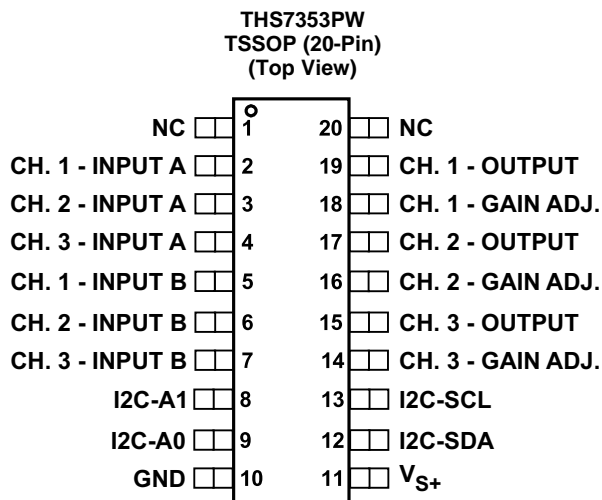 THS7353PW
TSSOP (20-Pin)
(Top View)
NC 1 20 NC
CH. 1 - INPUT A 2 19 CH. 1 - OUTPUT
CH. 2 - INPUT A 3 18 CH. 1 - GAIN ADJ.
CH. 3 - INPUT A 4 17 CH. 2 - OUTPUT
CH. 1 - INPUT B 5 16 CH. 2 - GAIN ADJ.
CH. 2 - INPUT B 6 15 CH. 3 - OUTPUT
CH. 3 - INPUT B 7 14 CH. 3 - GAIN ADJ.
I2C-A1 8 13 I2C-SCL
I2C-A0 9 12 I2C-SDA
GND 10 11 VS+